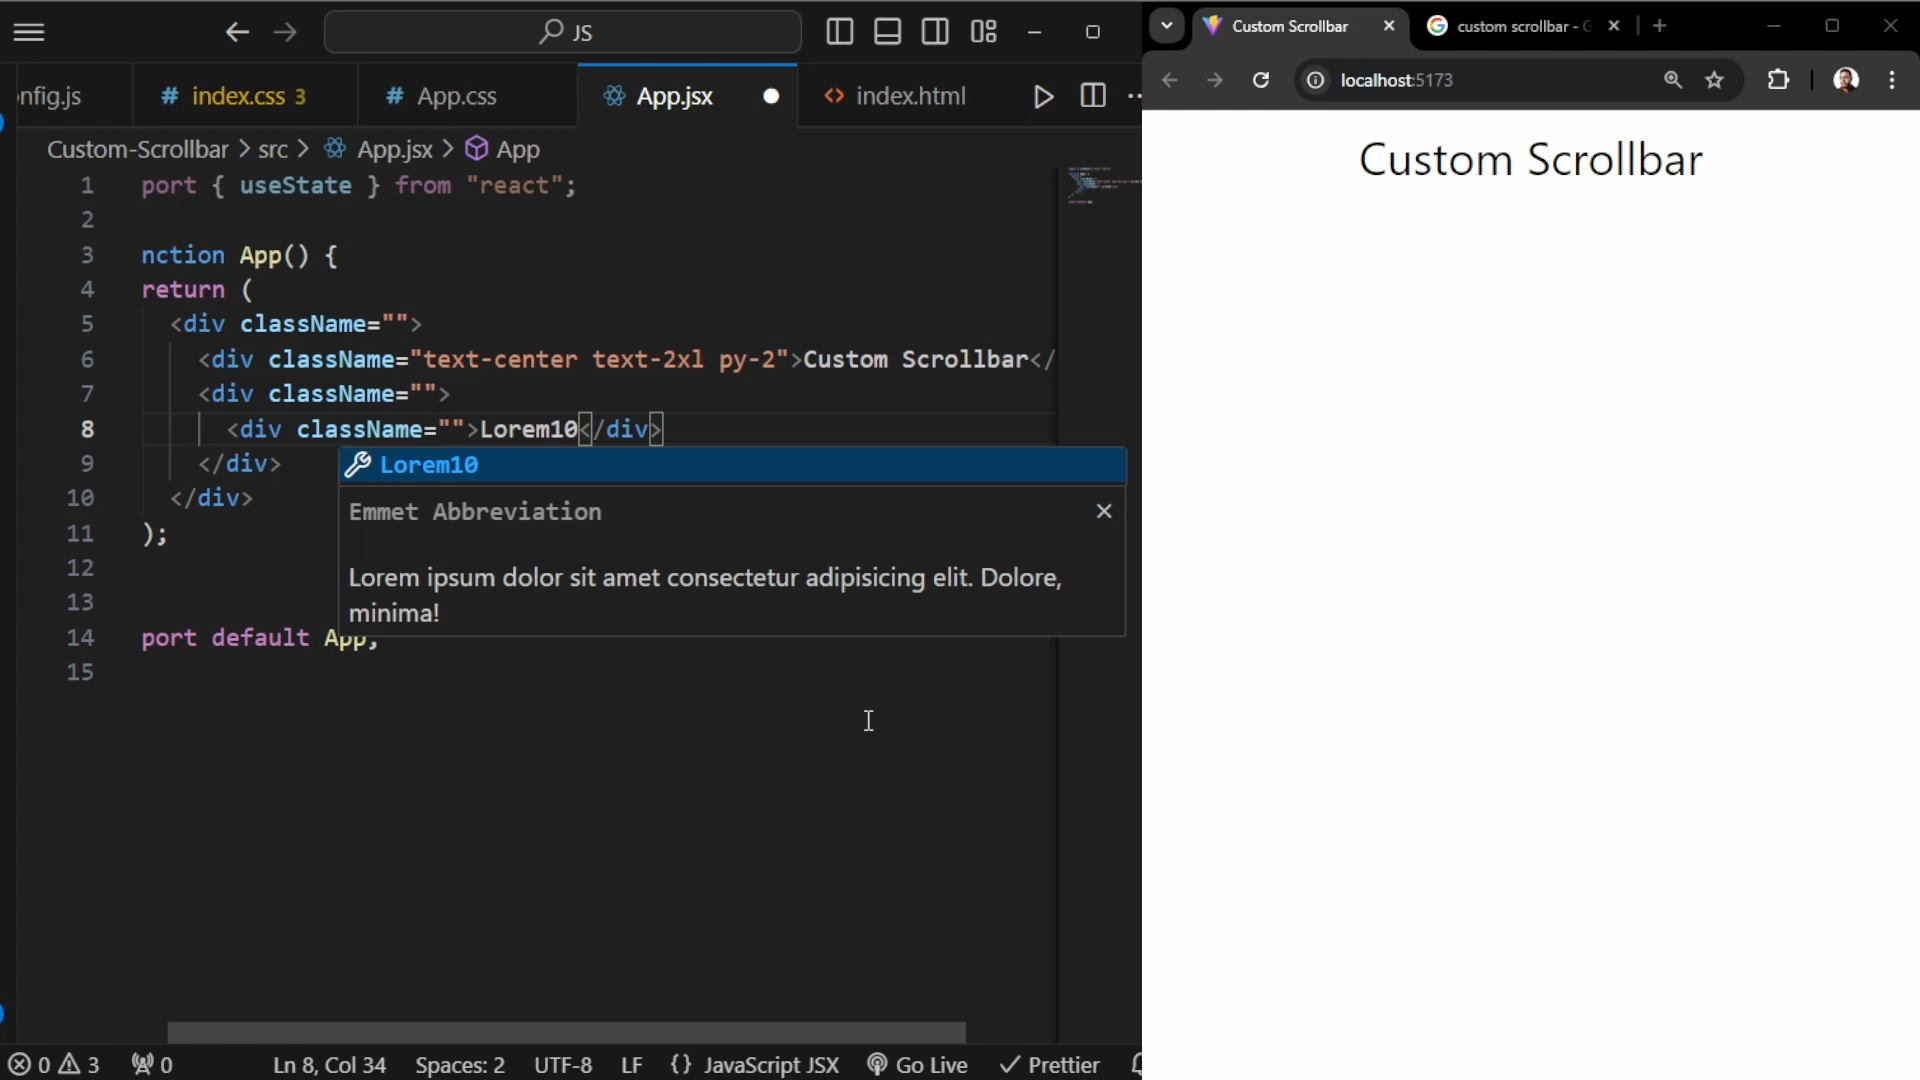 JS
nfig.js
# index.css 3
# App.css
App.jsx
<> index.html
Custom-Scrollbar > src > App.jsx > App
1 port { useState } from "react";
2
3 nction App() {
4 return (
5 <div className="">
6 <div className="text-center text-2xl py-2">Custom Scrollbar</
7 <div className="">
8 <div className="">Lorem10</div>
9 </div>
10 </div>
11 );
12
13
14 port default App;
15
Lorem10
Emmet Abbreviation
Lorem ipsum dolor sit amet consectetur adipisicing elit. Dolore,
minima!
0 3 0 Ln 8, Col 34 Spaces: 2 UTF-8 LF {} JavaScript JSX Go Live Prettier
Custom Scrollbar
custom scrollbar - G
localhost:5173
Custom Scrollbar